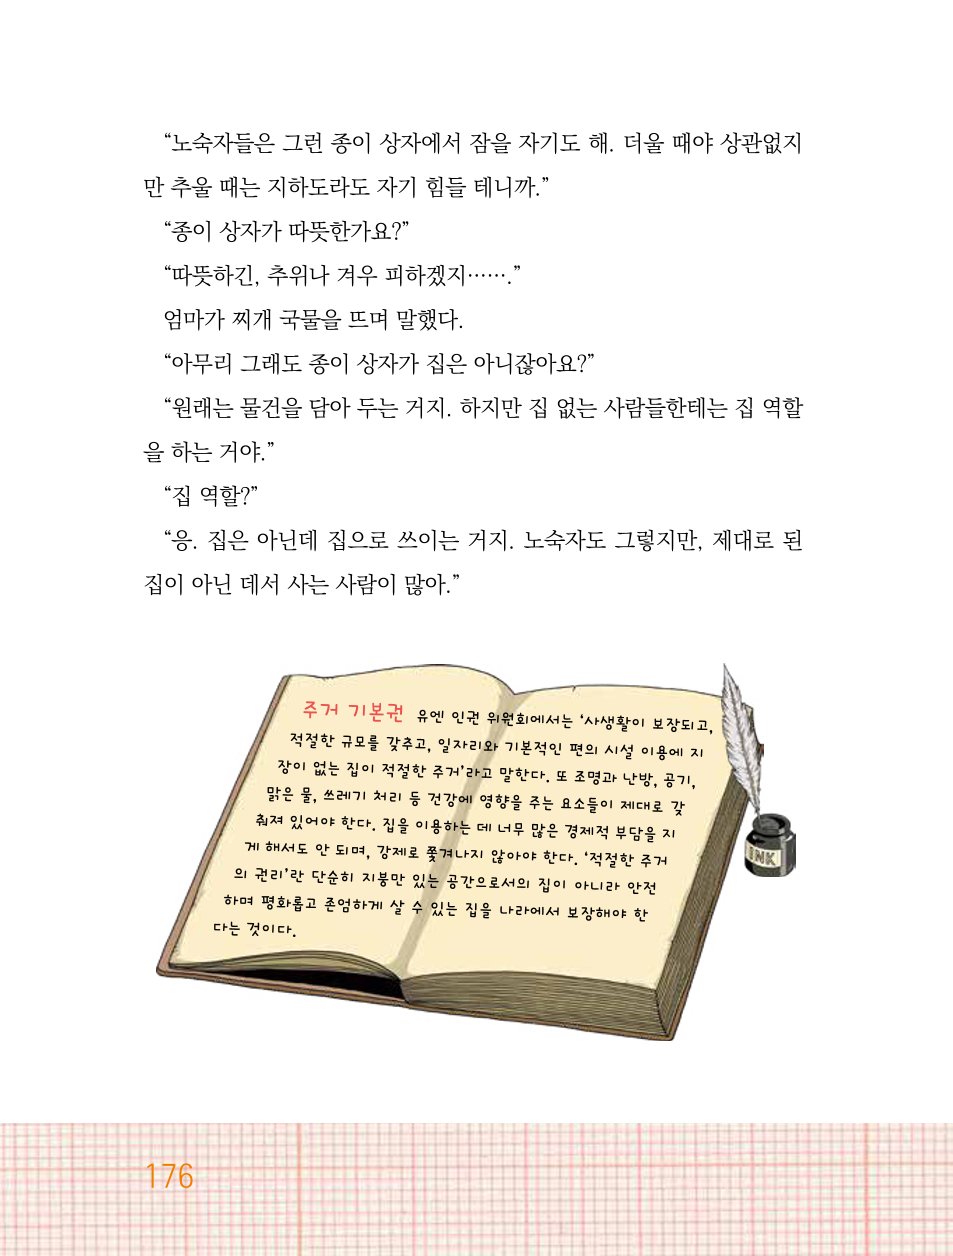 “노숙자들은 그런 종이 상자에서 잠을 자기도 해. 더울 때야 상관없지
만 추울 때는 지하도라도 자기 힘들 테니까.”
“종이 상자가 따뜻한가요?”
“따뜻하긴, 추위나 겨우 피하겠지…….”
엄마가 찌개 국물을 뜨며 말했다.
“아무리 그래도 종이 상자가 집은 아니잖아요?”
“원래는 물건을 담아 두는 거지. 하지만 집 없는 사람들한테는 집 역할
을 하는 거야.”
“집 역할?”
“응. 집은 아닌데 집으로 쓰이는 거지. 노숙자도 그렇지만, 제대로 된
집이 아닌 데서 사는 사람이 많아.”
주거 기본권 유엔 인권 위원회에서는 ‘사생활이 보장되고,
적절한 규모를 갖추고, 일자리와 기본적인 편의 시설 이용에 지
장이 없는 집이 적절한 주거’라고 말한다. 또 조명과 난방, 공기,
맑은 물, 쓰레기 처리 등 건강에 영향을 주는 요소들이 제대로 갖
춰져 있어야 한다. 집을 이용하는 데 너무 많은 경제적 부담을 지
게 해서도 안 되며, 강제로 쫓겨나지 않아야 한다. ‘적절한 주거
의 권리’란 단순히 지붕만 있는 공간으로서의 집이 아니라 안전
하며 평화롭고 존엄하게 살 수 있는 집을 나라에서 보장해야 한
다는 것이다.
INK
176